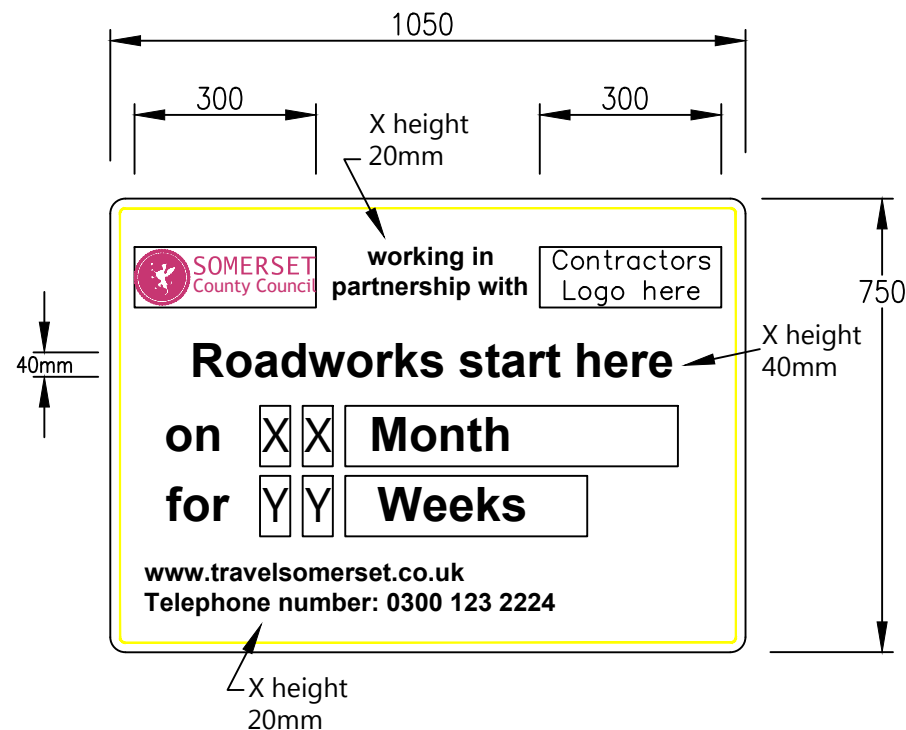 1050
300
300
X height
20mm
SOMERSET
County Council
working in
partnership with
Contractors
Logo here
750
40mm
Roadworks start here
X height
40mm
on X X Month
for Y Y Weeks
www.travelsomerset.co.uk
Telephone number: 0300 123 2224
X height
20mm